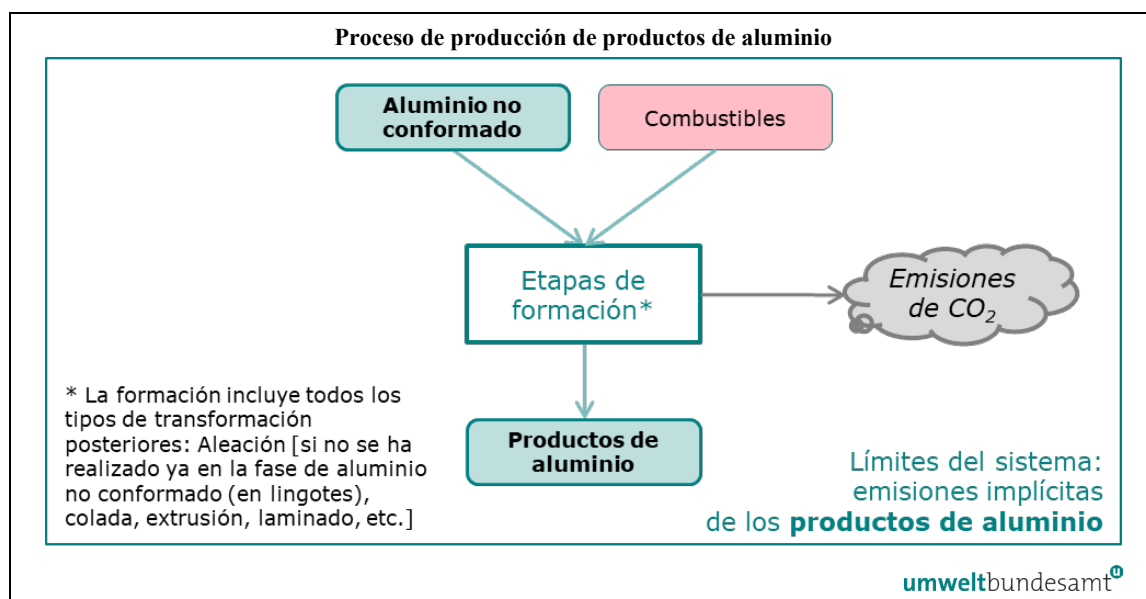 Proceso de producción de productos de aluminio
Aluminio no
conformado
Combustibles
Etapas de
formación*
Emisiones
de CO₂
* La formación incluye todos los
tipos de transformación
posteriores: Aleación [si no se ha
realizado ya en la fase de aluminio
no conformado (en lingotes),
colada, extrusión, laminado, etc.]
Productos de
aluminio
Límites del sistema:
emisiones implícitas
de los productos de aluminio
umweltbundesamt
u